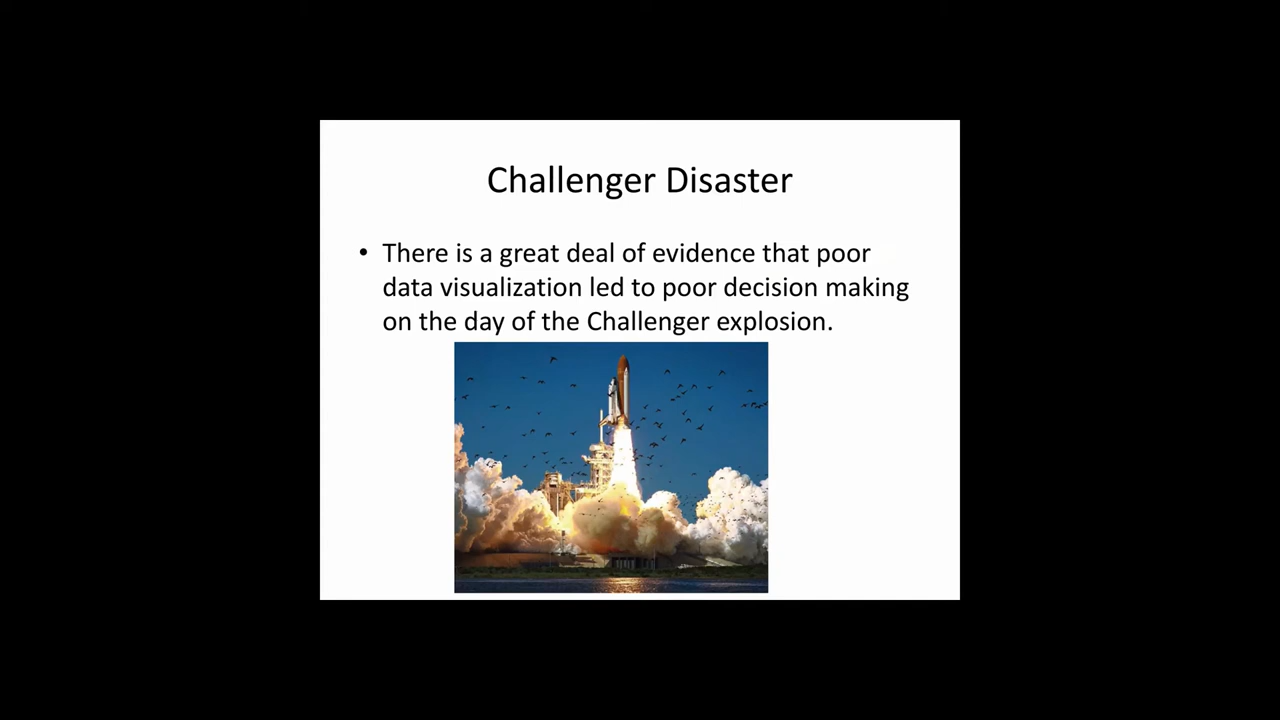 Challenger Disaster
• There is a great deal of evidence that poor
data visualization led to poor decision making
on the day of the Challenger explosion.